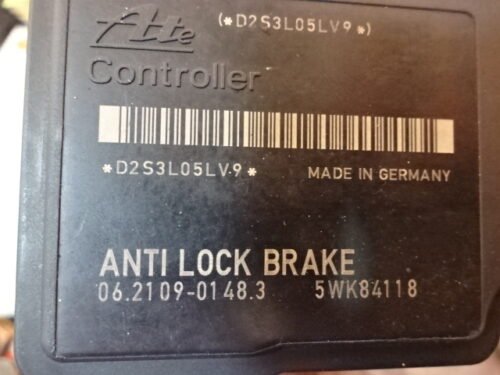 Ate (*D2S3L05LV9*)
Controller
*D2S3L05LV9* MADE IN GERMANY
ANTI LOCK BRAKE
06.2109-0148.3 5WK84118